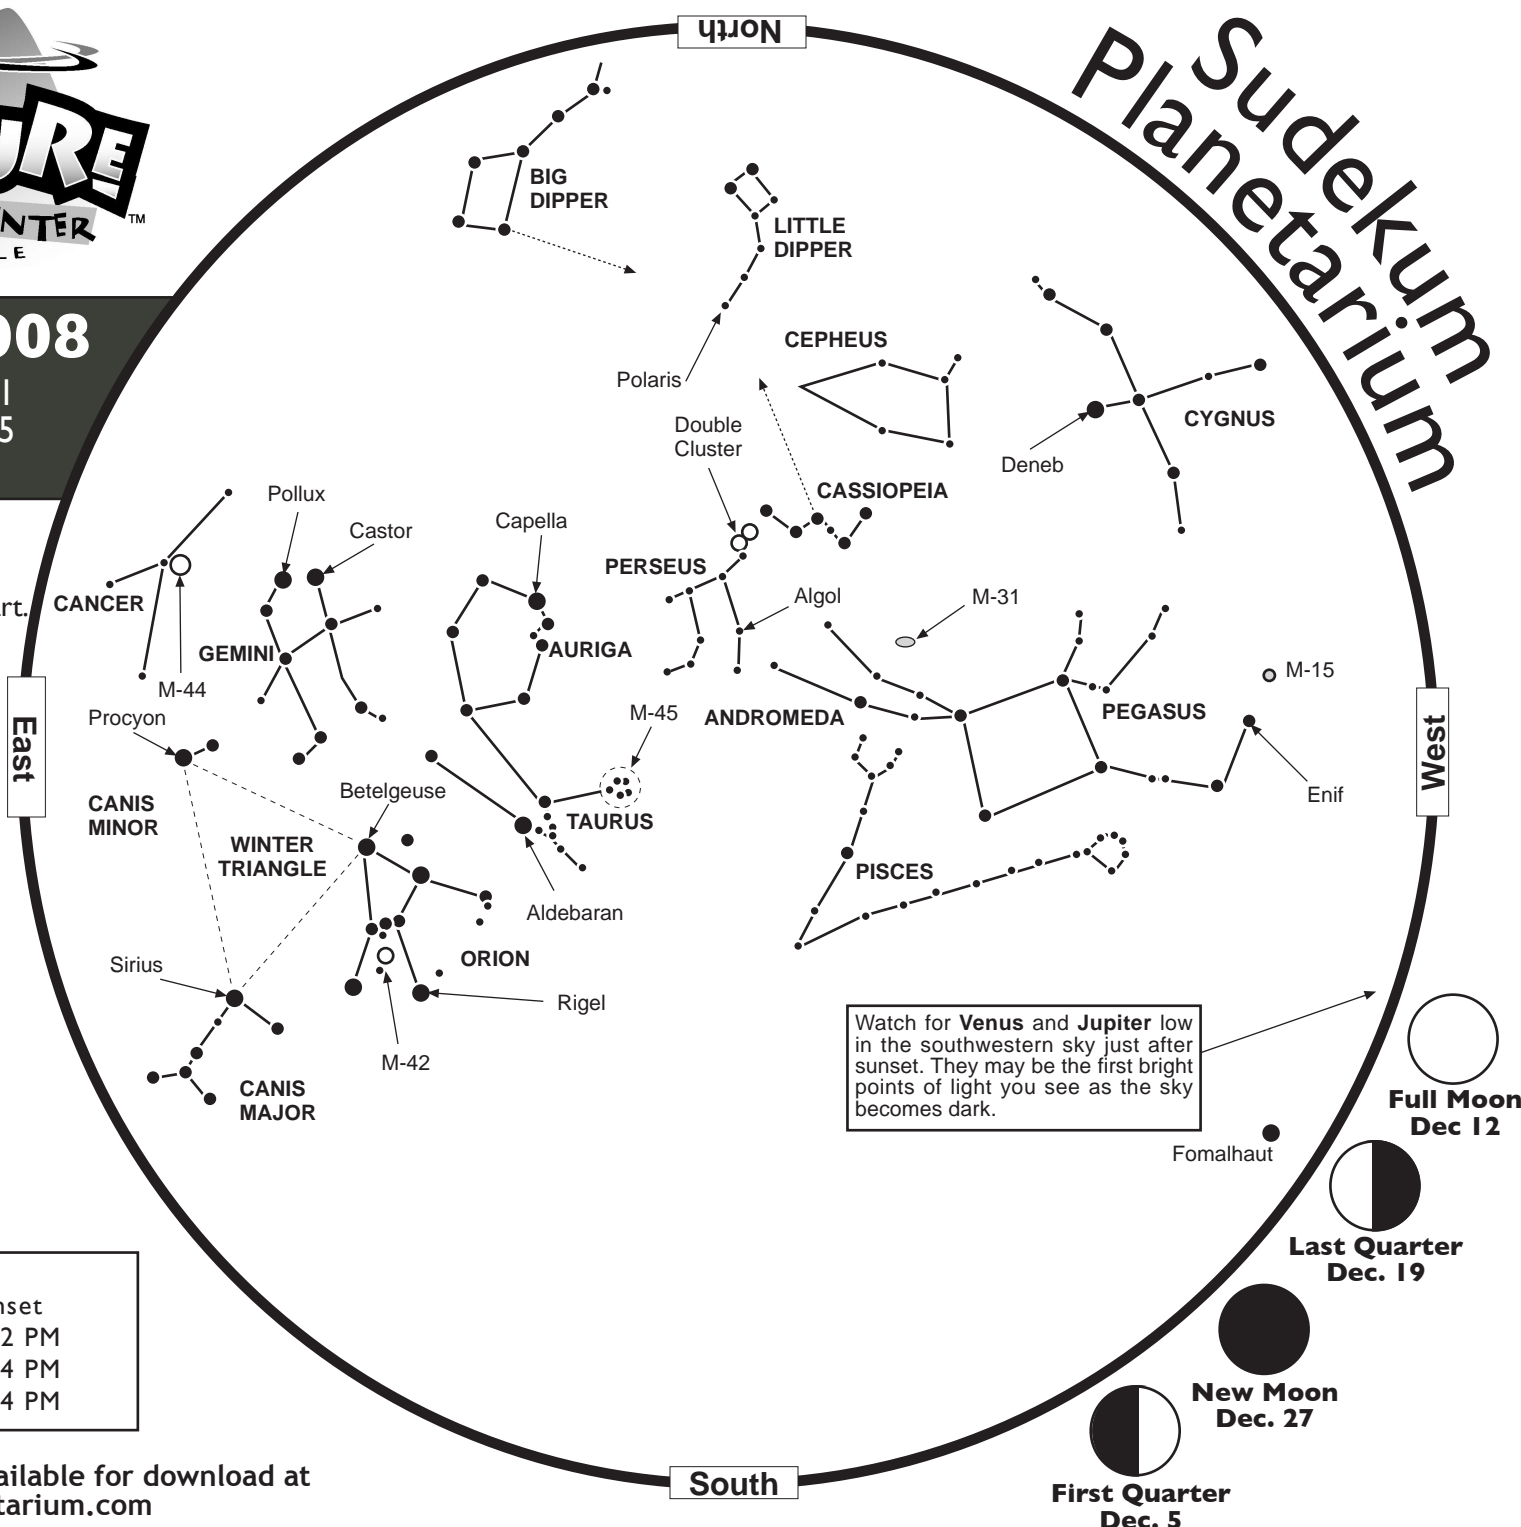 North
Sudekum
Planetarium
URE
NTER
TM
L E
008
l
5
rt.
BIG
DIPPER
LITTLE
DIPPER
CEPHEUS
Polaris
Double
Cluster
CYGNUS
Deneb
CASSIOPEIA
Pollux
Castor
Capella
PERSEUS
Algol
M-31
CANCER
GEMINI
AURIGA
M-44
M-15
Procyon
M-45
ANDROMEDA
PEGASUS
East
West
CANIS
MINOR
Betelgeuse
Enif
WINTER
TRIANGLE
TAURUS
PISCES
Aldebaran
ORION
Sirius
Rigel
M-42
CANIS
MAJOR
Watch for Venus and Jupiter low
in the southwestern sky just after
sunset. They may be the first bright
points of light you see as the sky
becomes dark.
Fomalhaut
Full Moon
Dec 12
Last Quarter
Dec. 19
New Moon
Dec. 27
First Quarter
Dec. 5
South
nset
2 PM
4 PM
4 PM
ailable for download at
tarium.com